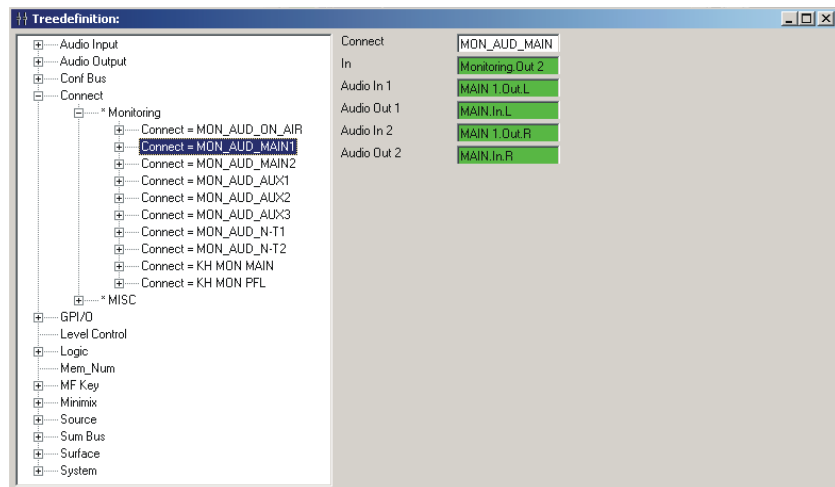 Treedefinition:
Audio Input
Audio Output
Conf Bus
Connect
* Monitoring
Connect = MON_AUD_ON_AIR
Connect = MON_AUD_MAIN1
Connect = MON_AUD_MAIN2
Connect = MON_AUD_AUX1
Connect = MON_AUD_AUX2
Connect = MON_AUD_AUX3
Connect = MON_AUD_N-T1
Connect = MON_AUD_N-T2
Connect = KH MON MAIN
Connect = KH MON PFL
* MISC
GPI/O
Level Control
Logic
Mem_Num
MF Key
Minimix
Source
Sum Bus
Surface
System
Connect MON_AUD_MAIN
In Monitoring.Out 2
Audio In 1 MAIN 1.Out.L
Audio Out 1 MAIN.In.L
Audio In 2 MAIN 1.Out.R
Audio Out 2 MAIN.In.R